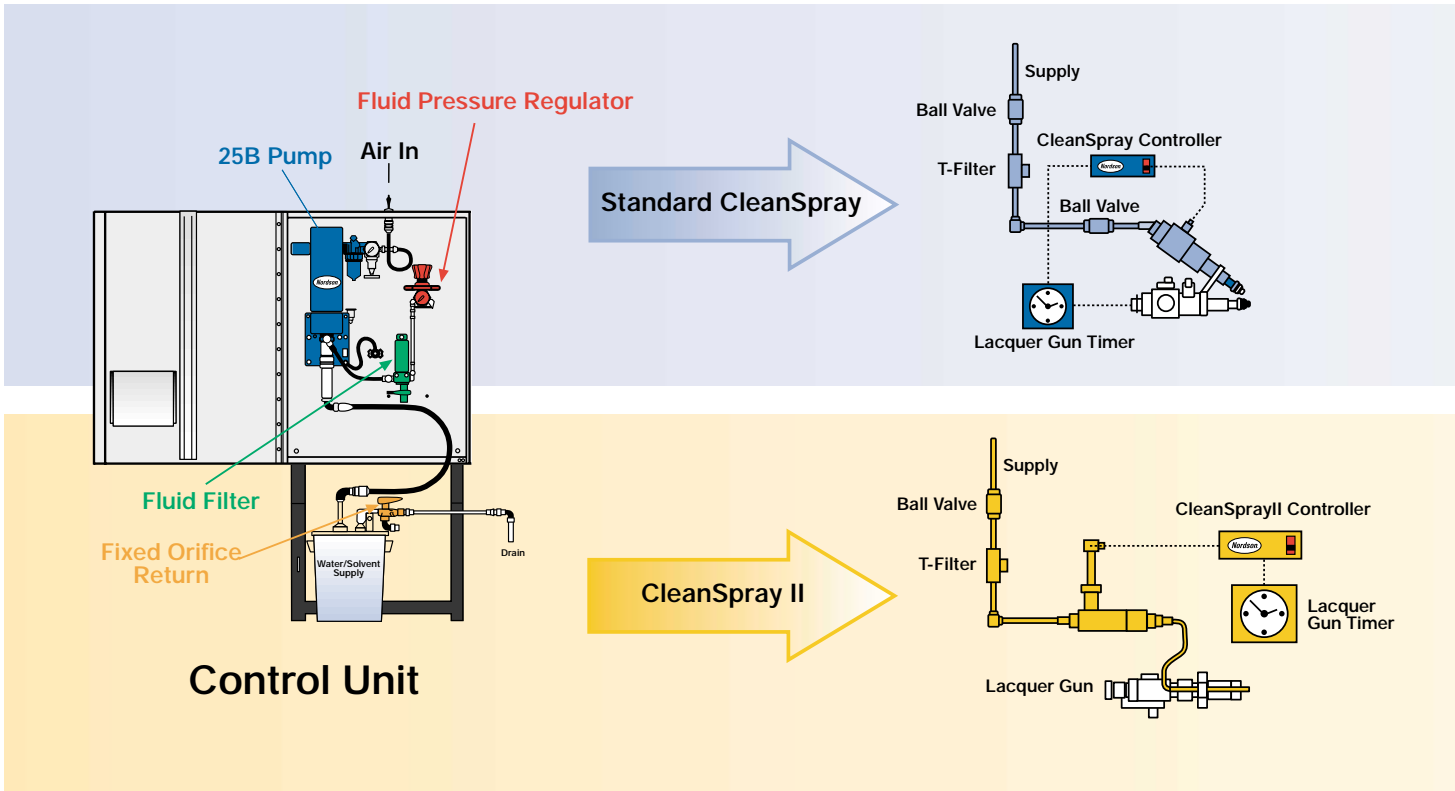 Fluid Pressure Regulator
25B Pump
Air In
Nordson
Fluid Filter
Fixed Orifice
Return
Water/Solvent
Supply
Drain
Control Unit
Standard CleanSpray
Supply
Ball Valve
CleanSpray Controller
Nordson
T-Filter
Ball Valve
Lacquer Gun Timer
CleanSpray II
Supply
Ball Valve
CleanSprayII Controller
Nordson
T-Filter
Lacquer
Gun Timer
Lacquer Gun